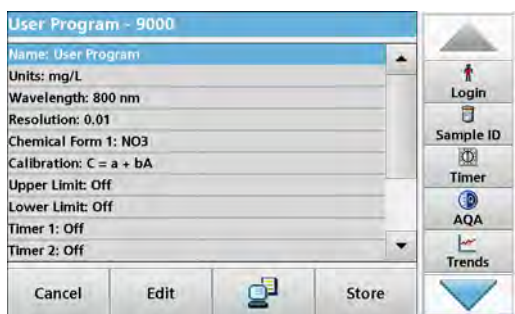 User Program - 9000
Name: User Program
Units: mg/L
Wavelength: 800 nm
Resolution: 0.01
Chemical Form 1: NO3
Calibration: C = a + bA
Upper Limit: Off
Lower Limit: Off
Timer 1: Off
Timer 2: Off
Cancel
Edit
Store
Login
Sample ID
Timer
AQA
Trends